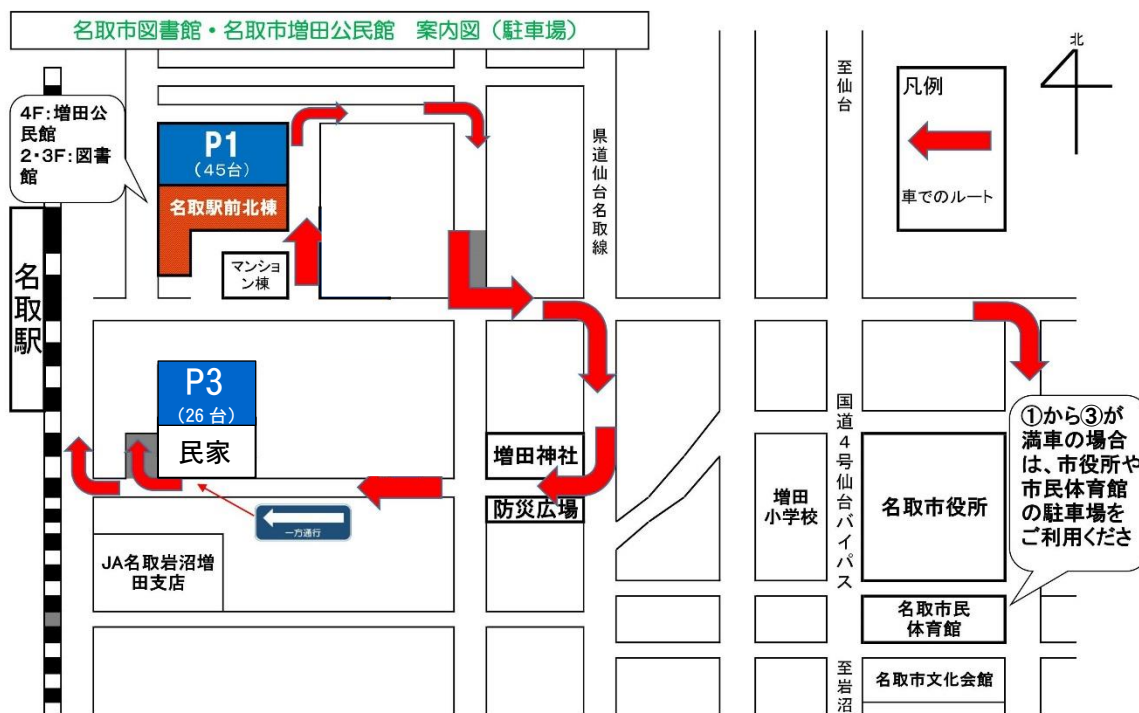 名取市図書館・名取市増田公民館　案内図（駐車場）
北
至仙台
凡例
車でのルート
4F:増田公
民館
2・3F:図書
館
P1
（45台）
名取駅前北棟
県道仙台名取線
マンショ
ン棟
名取駅
P3
（26 台）
民家
増田神社
防災広場
一方通行
JA名取岩沼増
田支店
増田
小学校
国道4号仙台バイパス
名取市役所
①から③が
満車の場合
は、市役所や
市民体育館
の駐車場を
ご利用くださ
名取市民
体育館
至岩沼
名取市文化会館